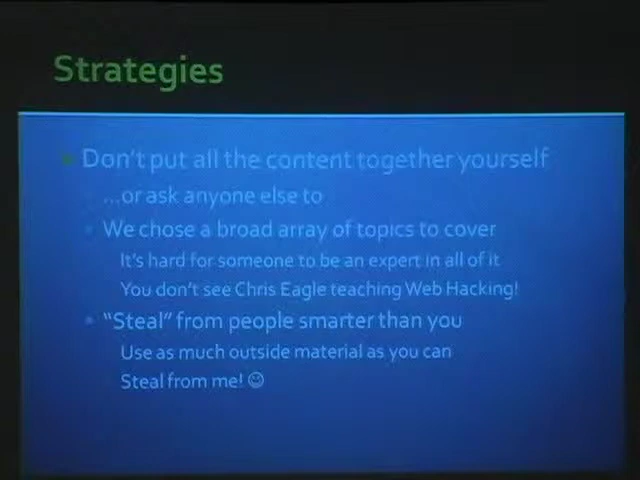 Strategies
Don't put all the content together yourself
...or ask anyone else to
We chose a broad array of topics to cover
It's hard for someone to be an expert in all of it
You don't see Chris Eagle teaching Web Hacking!
"Steal" from people smarter than you
Use as much outside material as you can
Steal from me! ☺